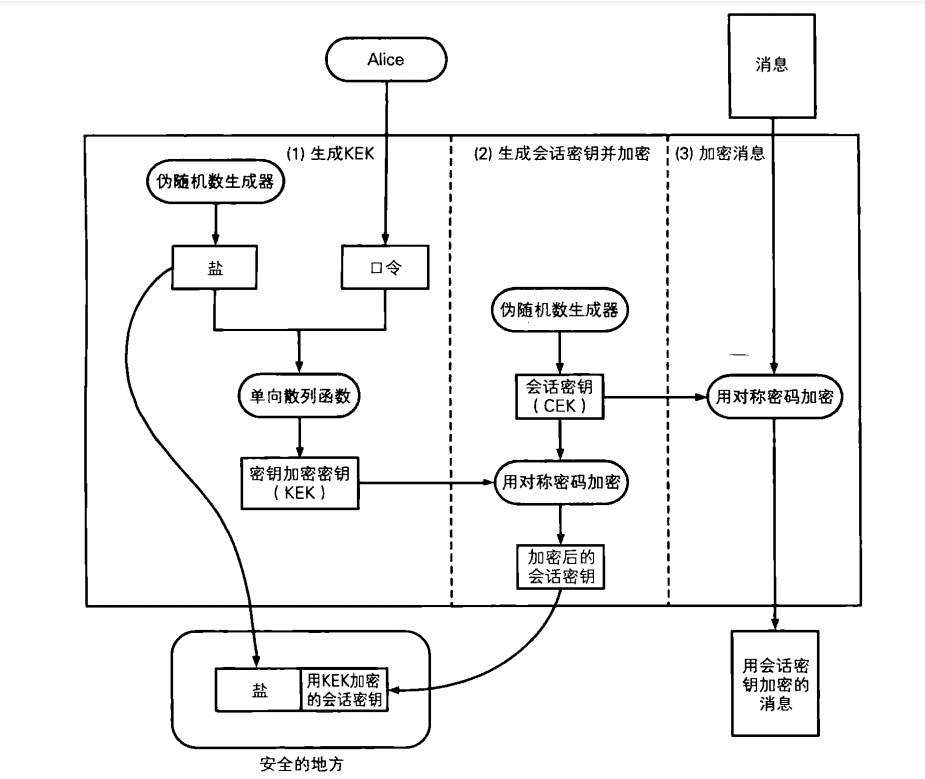 Alice
消息
(1) 生成KEK
(2) 生成会话密钥并加密
(3) 加密消息
伪随机数生成器
盐
口令
伪随机数生成器
单向散列函数
会话密钥
(CEK)
用对称密码加密
密钥加密密钥
(KEK)
用对称密码加密
加密后的
会话密钥
盐
用KEK加密
的会话密钥
用会话密
钥加密的
消息
安全的地方